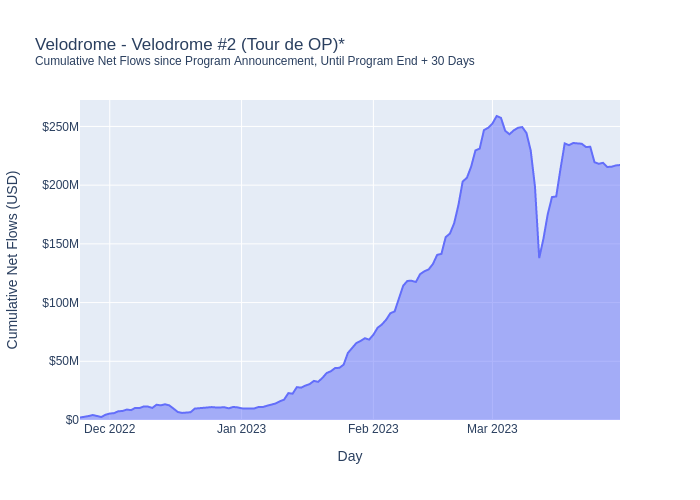 Velodrome - Velodrome #2 (Tour de OP)*
Cumulative Net Flows since Program Announcement, Until Program End + 30 Days
Cumulative Net Flows (USD)
$250M
$200M
$150M
$100M
$50M
$0
Dec 2022 Jan 2023 Feb 2023 Mar 2023
Day